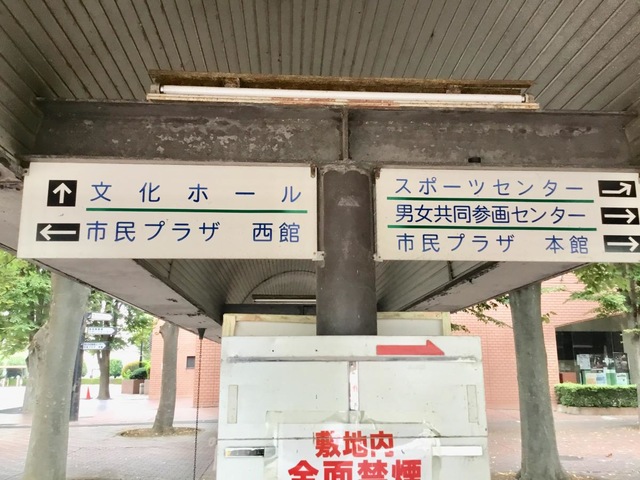 文化ホール
市民プラザ 西館
スポーツセンター
男女共同参画センター
市民プラザ 本館
敷地内
全面禁煙